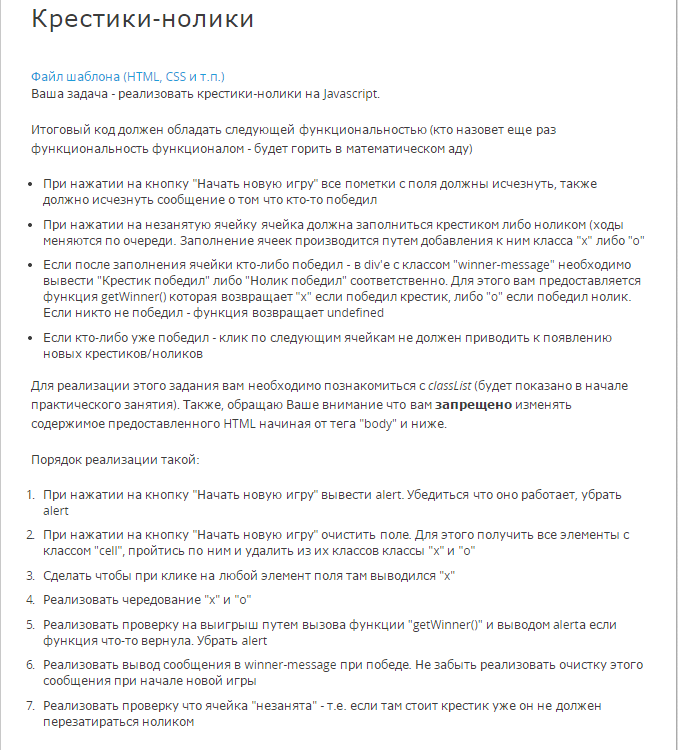 Крестики-нолики
Файл шаблона (HTML, CSS и т.п.)
Ваша задача - реализовать крестики-нолики на Javascript.
Итоговый код должен обладать следующей функциональностью (кто назовет еще раз
функциональность функционалом - будет гореть в математическом аду)
• При нажатии на кнопку "Начать новую игру" все пометки с поля должны исчезнуть, также
должно исчезнуть сообщение о том что кто-то победил
• При нажатии на незанятую ячейку ячейка должна заполниться крестиком либо ноликом (ходы
меняются по очереди. Заполнение ячеек производится путем добавления к ним класса "x" либо "o"
• Если после заполнения ячейки кто-либо победил - в div'е с классом "winner-message" необходимо
вывести "Крестик победил" либо "Нолик победил" соответственно. Для этого вам предоставляется
функция getWinner() которая возвращает "x" если победил крестик, либо "o" если победил нолик.
Если никто не победил - функция возвращает undefined
• Если кто-либо уже победил - клик по следующим ячейкам не должен приводить к появлению
новых крестиков/ноликов
Для реализации этого задания вам необходимо познакомиться с classList (будет показано в начале
практического занятия). Также, обращаю Ваше внимание что вам запрещено изменять
содержимое предоставленного HTML начиная от тега "body" и ниже.
Порядок реализации такой:
1. При нажатии на кнопку "Начать новую игру" вывести alert. Убедиться что оно работает, убрать
alert
2. При нажатии на кнопку "Начать новую игру" очистить поле. Для этого получить все элементы с
классом "cell", пройтись по ним и удалить из их классов классы "x" и "o"
3. Сделать чтобы при клике на любой элемент поля там выводился "x"
4. Реализовать чередование "x" и "o"
5. Реализовать проверку на выигрыш путем вызова функции "getWinner()" и выводом alertа если
функция что-то вернула. Убрать alert
6. Реализовать вывод сообщения в winner-message при победе. Не забыть реализовать очистку этого
сообщения при начале новой игры
7. Реализовать проверку что ячейка "незанята" - т.е. если там стоит крестик уже он не должен
перезатираться ноликом